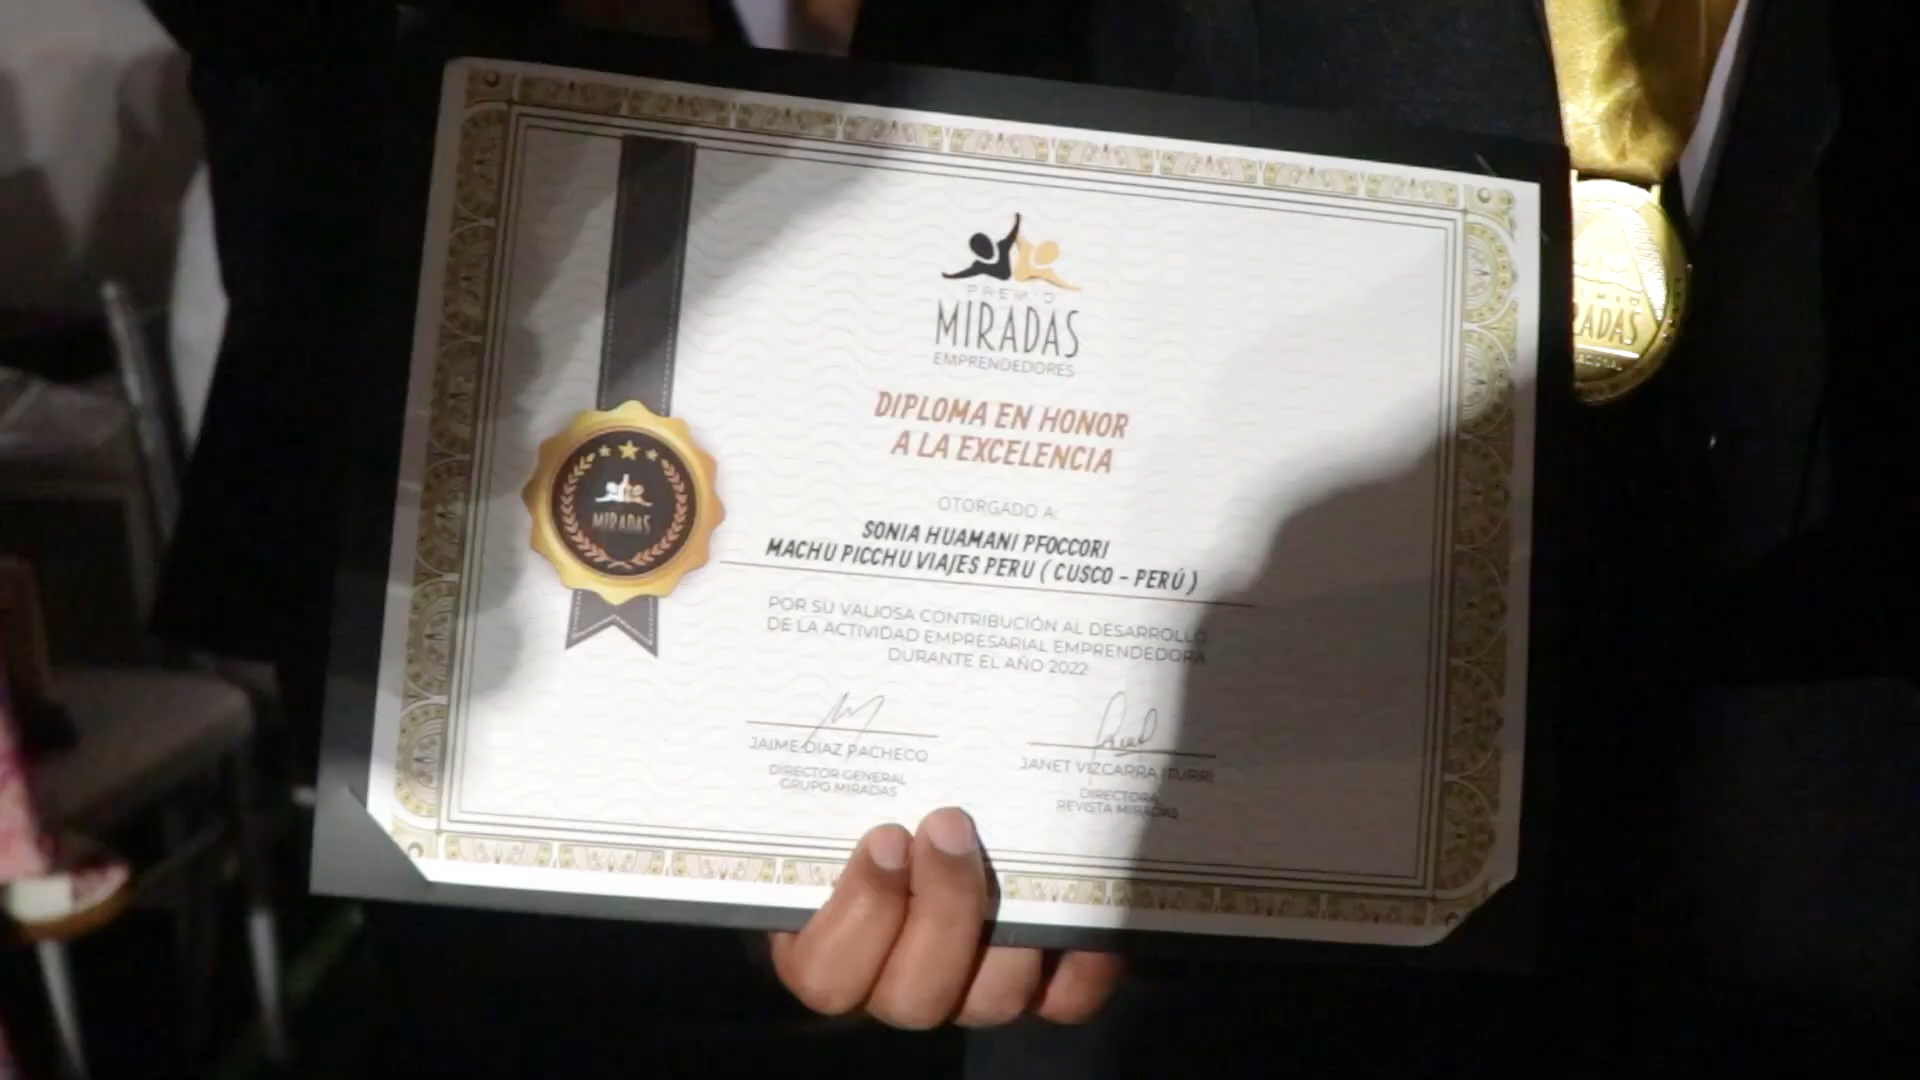 PREMIO
MIRADAS
EMPRENDEDORES
DIPLOMA EN HONOR
A LA EXCELENCIA
OTORGADO A:
SONIA HUAMANI PFOCCORI
MACHU PICCHU VIAJES PERU ( CUSCO - PERÚ )
POR SU VALIOSA CONTRIBUCIÓN AL DESARROLLO
DE LA ACTIVIDAD EMPRESARIAL EMPRENDEDORA
DURANTE EL AÑO 2022
JAIME DIAZ PACHECO
DIRECTOR GENERAL
GRUPO MIRADAS
JANET VIZCARRA ITURRI
DIRECTORA
REVISTA MIRADAS
MIRADAS